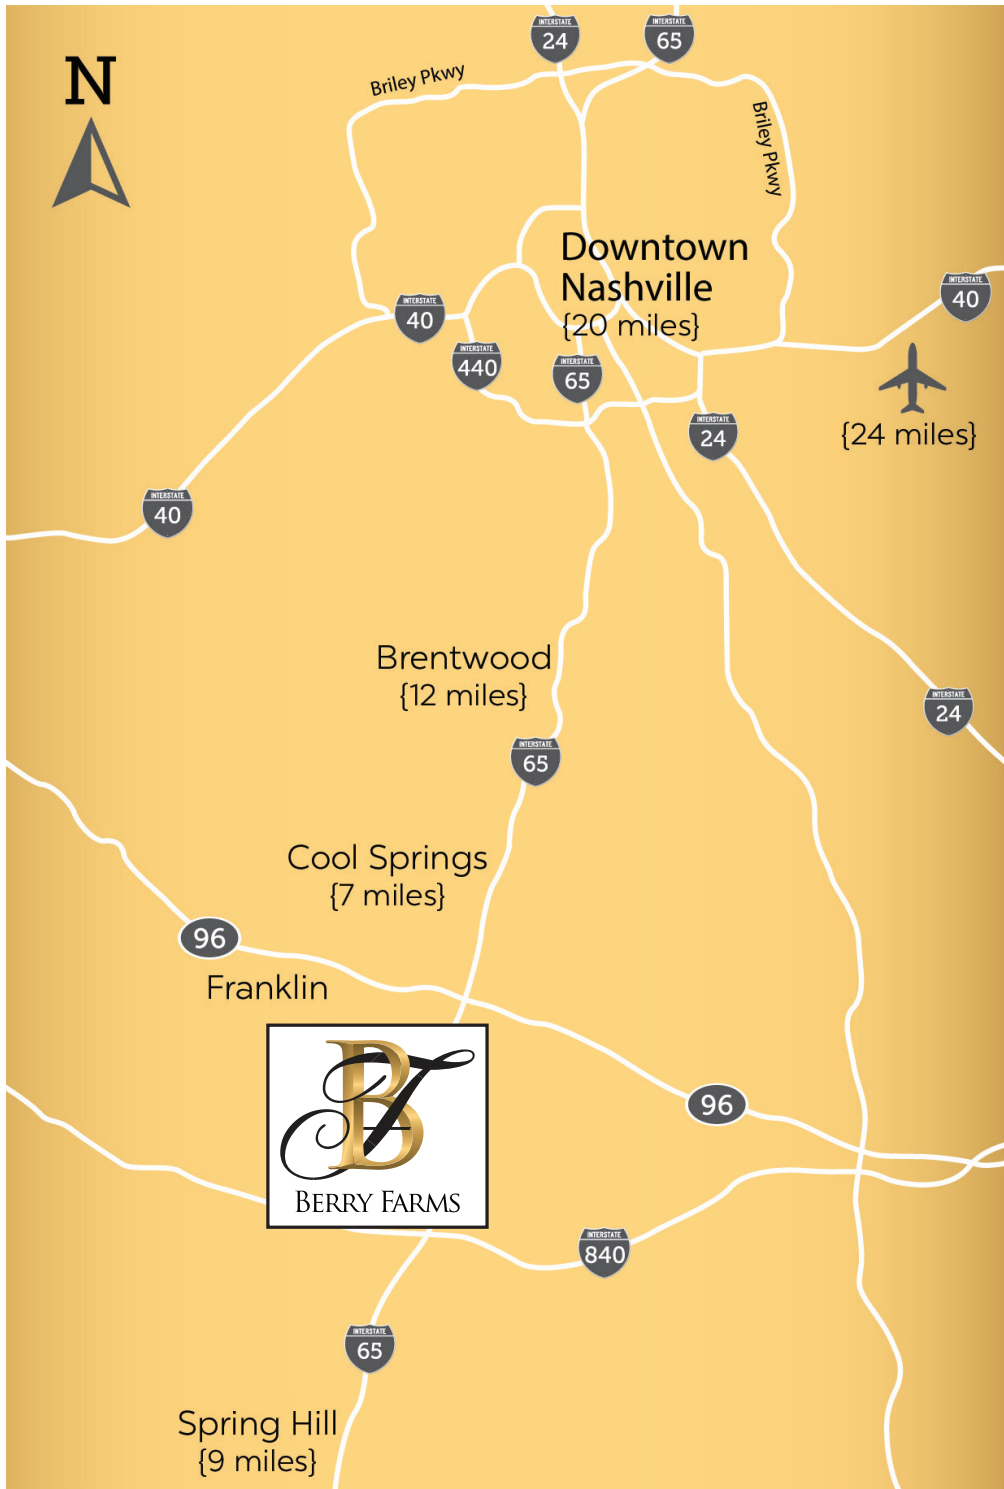 INTERSTATE
24
INTERSTATE
65
N
Briley Pkwy
Briley Pkwy
Downtown
Nashville
{20 miles}
INTERSTATE
40
INTERSTATE
40
INTERSTATE
440
INTERSTATE
65
{24 miles}
INTERSTATE
24
INTERSTATE
40
Brentwood
{12 miles}
INTERSTATE
24
INTERSTATE
65
Cool Springs
{7 miles}
96
Franklin
BF
BERRY FARMS
96
INTERSTATE
840
INTERSTATE
65
Spring Hill
{9 miles}